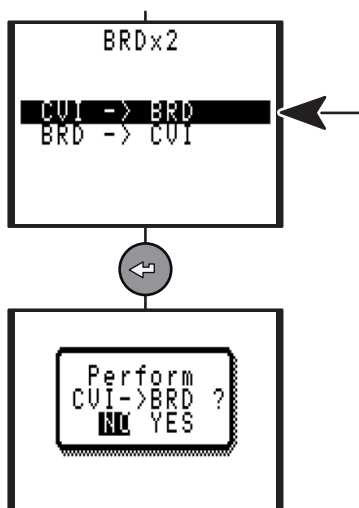 BRDx2
CVI -> BRD
BRD -> CVI
Perform
CVI->BRD ?
NO YES